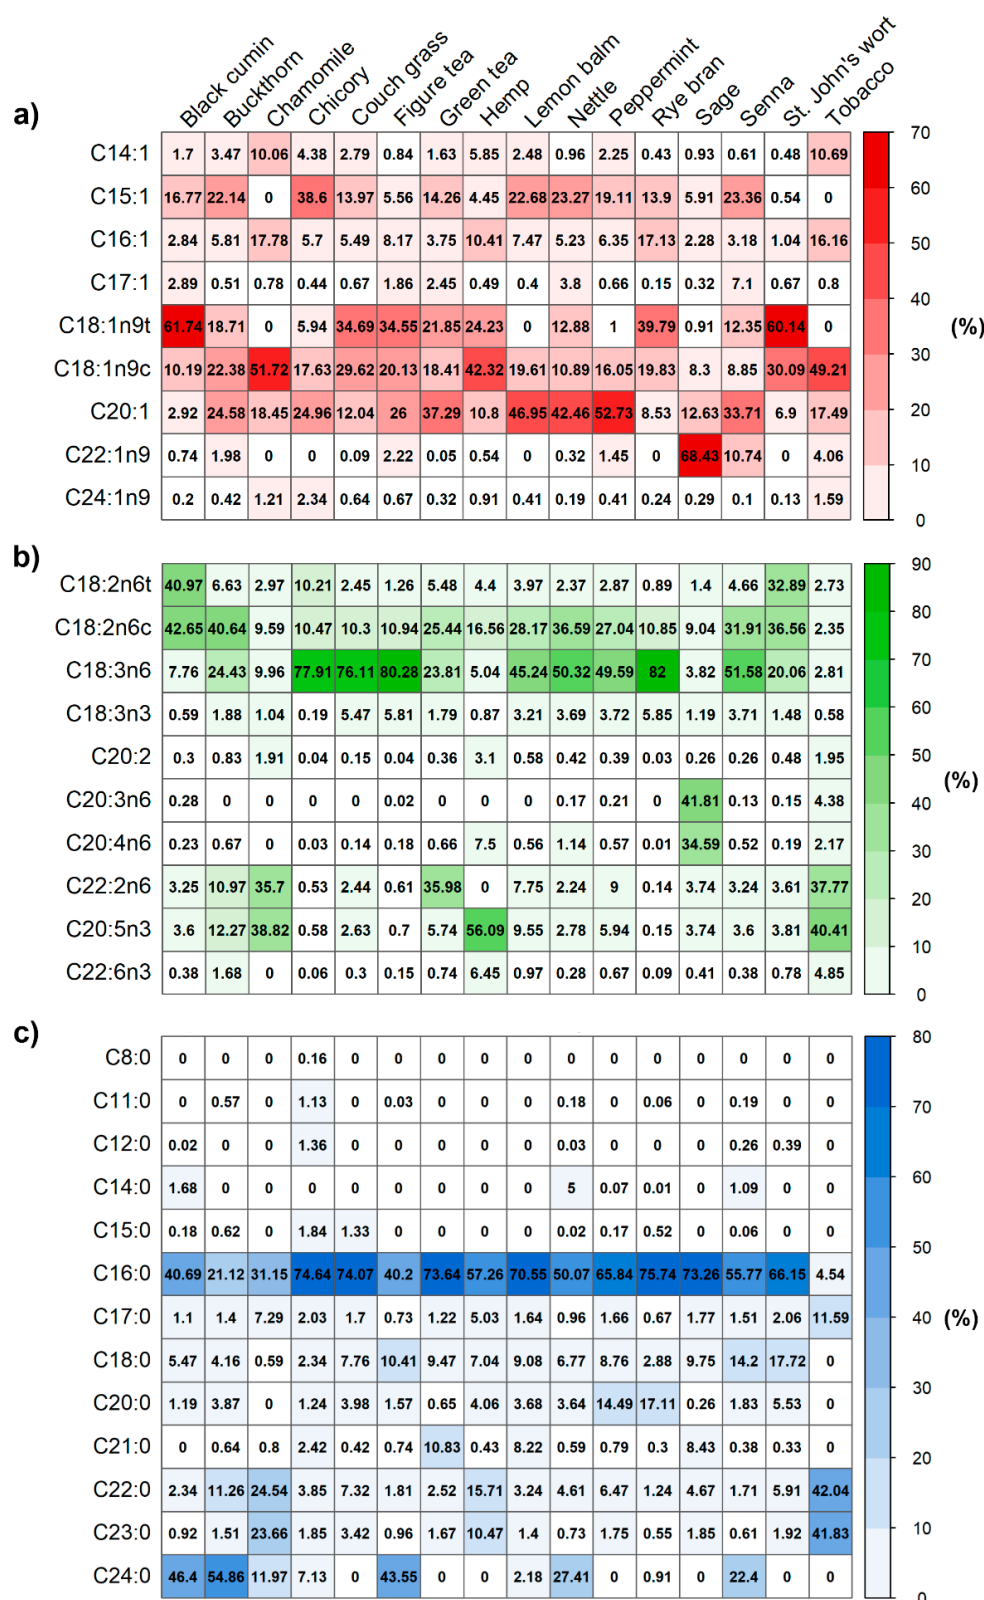 a)
Black cumin Buckthorn Chamomile Chicory Couch grass Figure tea Green tea Hemp Lemon balm Nettle Peppermint Rye bran Sage Senna St. John's wort Tobacco
C14:1 1.7 3.47 10.06 4.38 2.79 0.84 1.63 5.85 2.48 0.96 2.25 0.43 0.93 0.61 0.48 10.69
C15:1 16.77 22.14 0 38.6 13.97 5.56 14.26 4.45 22.68 23.27 19.11 13.9 5.91 23.36 0.54 0
C16:1 2.84 5.81 17.78 5.7 5.49 8.17 3.75 10.41 7.47 5.23 6.35 17.13 2.28 3.18 1.04 16.16
C17:1 2.89 0.51 0.78 0.44 0.67 1.86 2.45 0.49 0.4 3.8 0.66 0.15 0.32 7.1 0.67 0.8
C18:1n9t 61.74 18.71 0 5.94 34.69 34.55 21.85 24.23 0 12.88 1 39.79 0.91 12.35 60.14 0
C18:1n9c 10.19 22.38 51.72 17.63 29.62 20.13 18.41 42.32 19.61 10.89 16.05 19.83 8.3 8.85 30.09 49.21
C20:1 2.92 24.58 18.45 24.96 12.04 26 37.29 10.8 46.95 42.46 52.73 8.53 12.63 33.71 6.9 17.49
C22:1n9 0.74 1.98 0 0 0.09 2.22 0.05 0.54 0 0.32 1.45 0 68.43 10.74 0 4.06
C24:1n9 0.2 0.42 1.21 2.34 0.64 0.67 0.32 0.91 0.41 0.19 0.41 0.24 0.29 0.1 0.13 1.59
70
60
50
40
30
20
10
0
(%)
b)
C18:2n6t 40.97 6.63 2.97 10.21 2.45 1.26 5.48 4.4 3.97 2.37 2.87 0.89 1.4 4.66 32.89 2.73
C18:2n6c 42.65 40.64 9.59 10.47 10.3 10.94 25.44 16.56 28.17 36.59 27.04 10.85 9.04 31.91 36.56 2.35
C18:3n6 7.76 24.43 9.96 77.91 76.11 80.28 23.81 5.04 45.24 50.32 49.59 82 3.82 51.58 20.06 2.81
C18:3n3 0.59 1.88 1.04 0.19 5.47 5.81 1.79 0.87 3.21 3.69 3.72 5.85 1.19 3.71 1.48 0.58
C20:2 0.3 0.83 1.91 0.04 0.15 0.04 0.36 3.1 0.58 0.42 0.39 0.03 0.26 0.26 0.48 1.95
C20:3n6 0.28 0 0 0 0 0.02 0 0 0 0.17 0.21 0 41.81 0.13 0.15 4.38
C20:4n6 0.23 0.67 0 0.03 0.14 0.18 0.66 7.5 0.56 1.14 0.57 0.01 34.59 0.52 0.19 2.17
C22:2n6 3.25 10.97 35.7 0.53 2.44 0.61 35.98 0 7.75 2.24 9 0.14 3.74 3.24 3.61 37.77
C20:5n3 3.6 12.27 38.82 0.58 2.63 0.7 5.74 56.09 9.55 2.78 5.94 0.15 3.74 3.6 3.81 40.41
C22:6n3 0.38 1.68 0 0.06 0.3 0.15 0.74 6.45 0.97 0.28 0.67 0.09 0.41 0.38 0.78 4.85
90
80
70
60
50
40
30
20
10
0
(%)
c)
C8:0 0 0 0 0.16 0 0 0 0 0 0 0 0 0 0 0 0
C11:0 0 0.57 0 1.13 0 0.03 0 0 0 0.18 0 0.06 0 0.19 0 0
C12:0 0.02 0 0 1.36 0 0 0 0 0 0.03 0 0 0 0.26 0.39 0
C14:0 1.68 0 0 0 0 0 0 0 0 5 0.07 0.01 0 1.09 0 0
C15:0 0.18 0.62 0 1.84 1.33 0 0 0 0 0.02 0.17 0.52 0 0.06 0 0
C16:0 40.69 21.12 31.15 74.64 74.07 40.2 73.64 57.26 70.55 50.07 65.84 75.74 73.26 55.77 66.15 4.54
C17:0 1.1 1.4 7.29 2.03 1.7 0.73 1.22 5.03 1.64 0.96 1.66 0.67 1.77 1.51 2.06 11.59
C18:0 5.47 4.16 0.59 2.34 7.76 10.41 9.47 7.04 9.08 6.77 8.76 2.88 9.75 14.2 17.72 0
C20:0 1.19 3.87 0 1.24 3.98 1.57 0.65 4.06 3.68 3.64 14.49 17.11 0.26 1.83 5.53 0
C21:0 0 0.64 0.8 2.42 0.42 0.74 10.83 0.43 8.22 0.59 0.79 0.3 8.43 0.38 0.33 0
C22:0 2.34 11.26 24.54 3.85 7.32 1.81 2.52 15.71 3.24 4.61 6.47 1.24 4.67 1.71 5.91 42.04
C23:0 0.92 1.51 23.66 1.85 3.42 0.96 1.67 10.47 1.4 0.73 1.75 0.55 1.85 0.61 1.92 41.83
C24:0 46.4 54.86 11.97 7.13 0 43.55 0 0 2.18 27.41 0 0.91 0 22.4 0 0
80
70
60
50
40
30
20
10
0
(%)